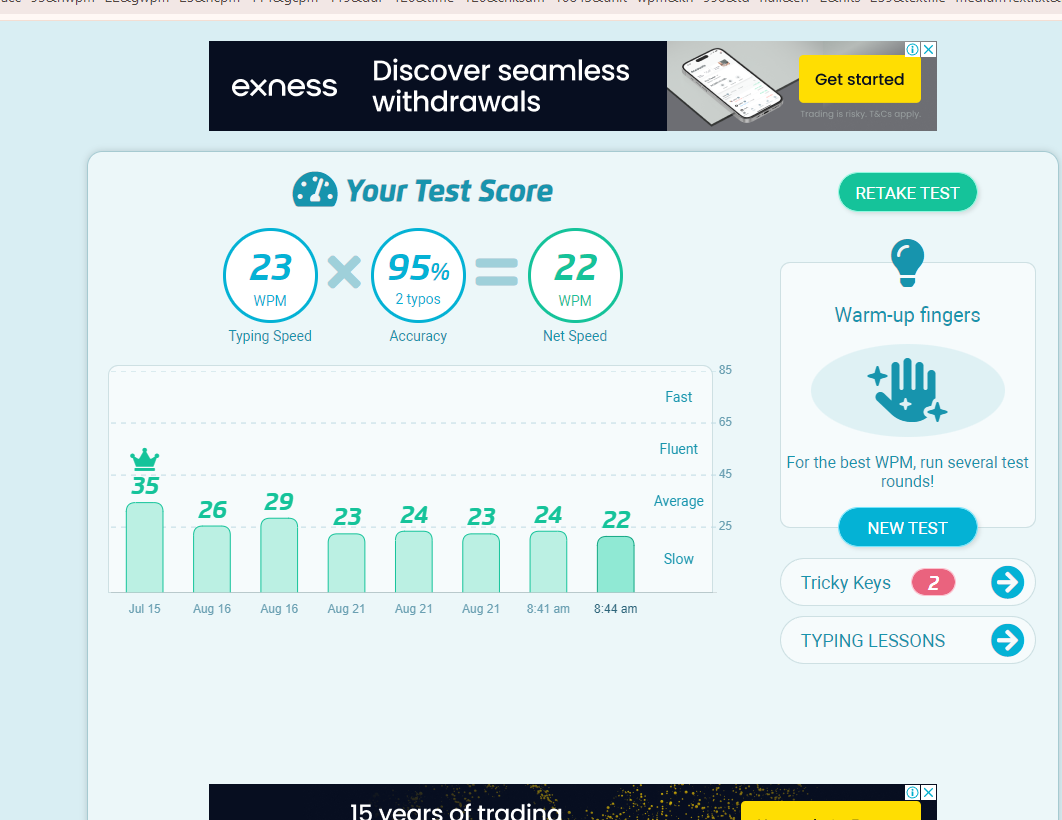 exness
Discover seamless
withdrawals
Get started
Trading is risky. T&Cs apply.
Your Test Score
RETAKE TEST
23
WPM
Typing Speed
95%
2 typos
Accuracy
22
WPM
Net Speed
Warm-up fingers
For the best WPM, run several test
rounds!
NEW TEST
Tricky Keys 2
TYPING LESSONS
85
Fast
65
Fluent
45
Average
25
Slow
35 26 29 23 24 23 24 22
Jul 15 Aug 16 Aug 16 Aug 21 Aug 21 Aug 21 8:41 am 8:44 am
15 years of trading